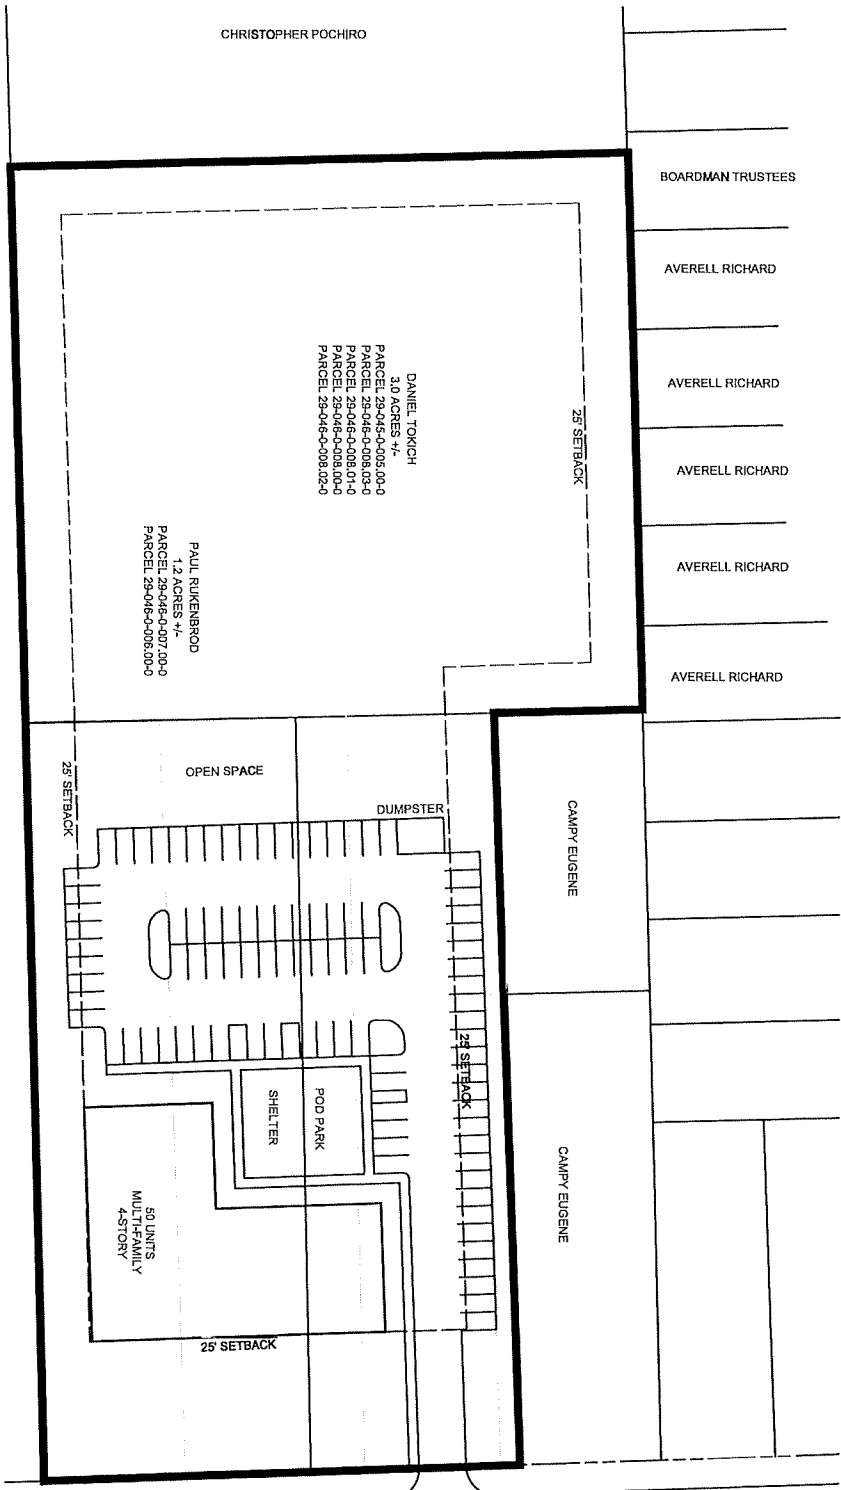 CHRISTOPHER POCHIRO
BOARDMAN TRUSTEES
AVERELL RICHARD
AVERELL RICHARD
AVERELL RICHARD
AVERELL RICHARD
AVERELL RICHARD
25' SETBACK
DANIEL TOKICH
3.0 ACRES +/-
PARCEL 29-045-0-005.00-0
PARCEL 29-046-0-008.03-0
PARCEL 29-046-0-008.01-0
PARCEL 29-046-0-008.00-0
PARCEL 29-046-0-008.02-0
PAUL RUKENBROD
1.2 ACRES +/-
PARCEL 29-046-0-007.00-0
PARCEL 29-046-0-006.00-0
OPEN SPACE
25' SETBACK
DUMPSTER
CAMPY EUGENE
25' SETBACK
POD PARK
SHELTER
CAMPY EUGENE
50 UNITS
MULTI-FAMILY
4-STORY
25' SETBACK